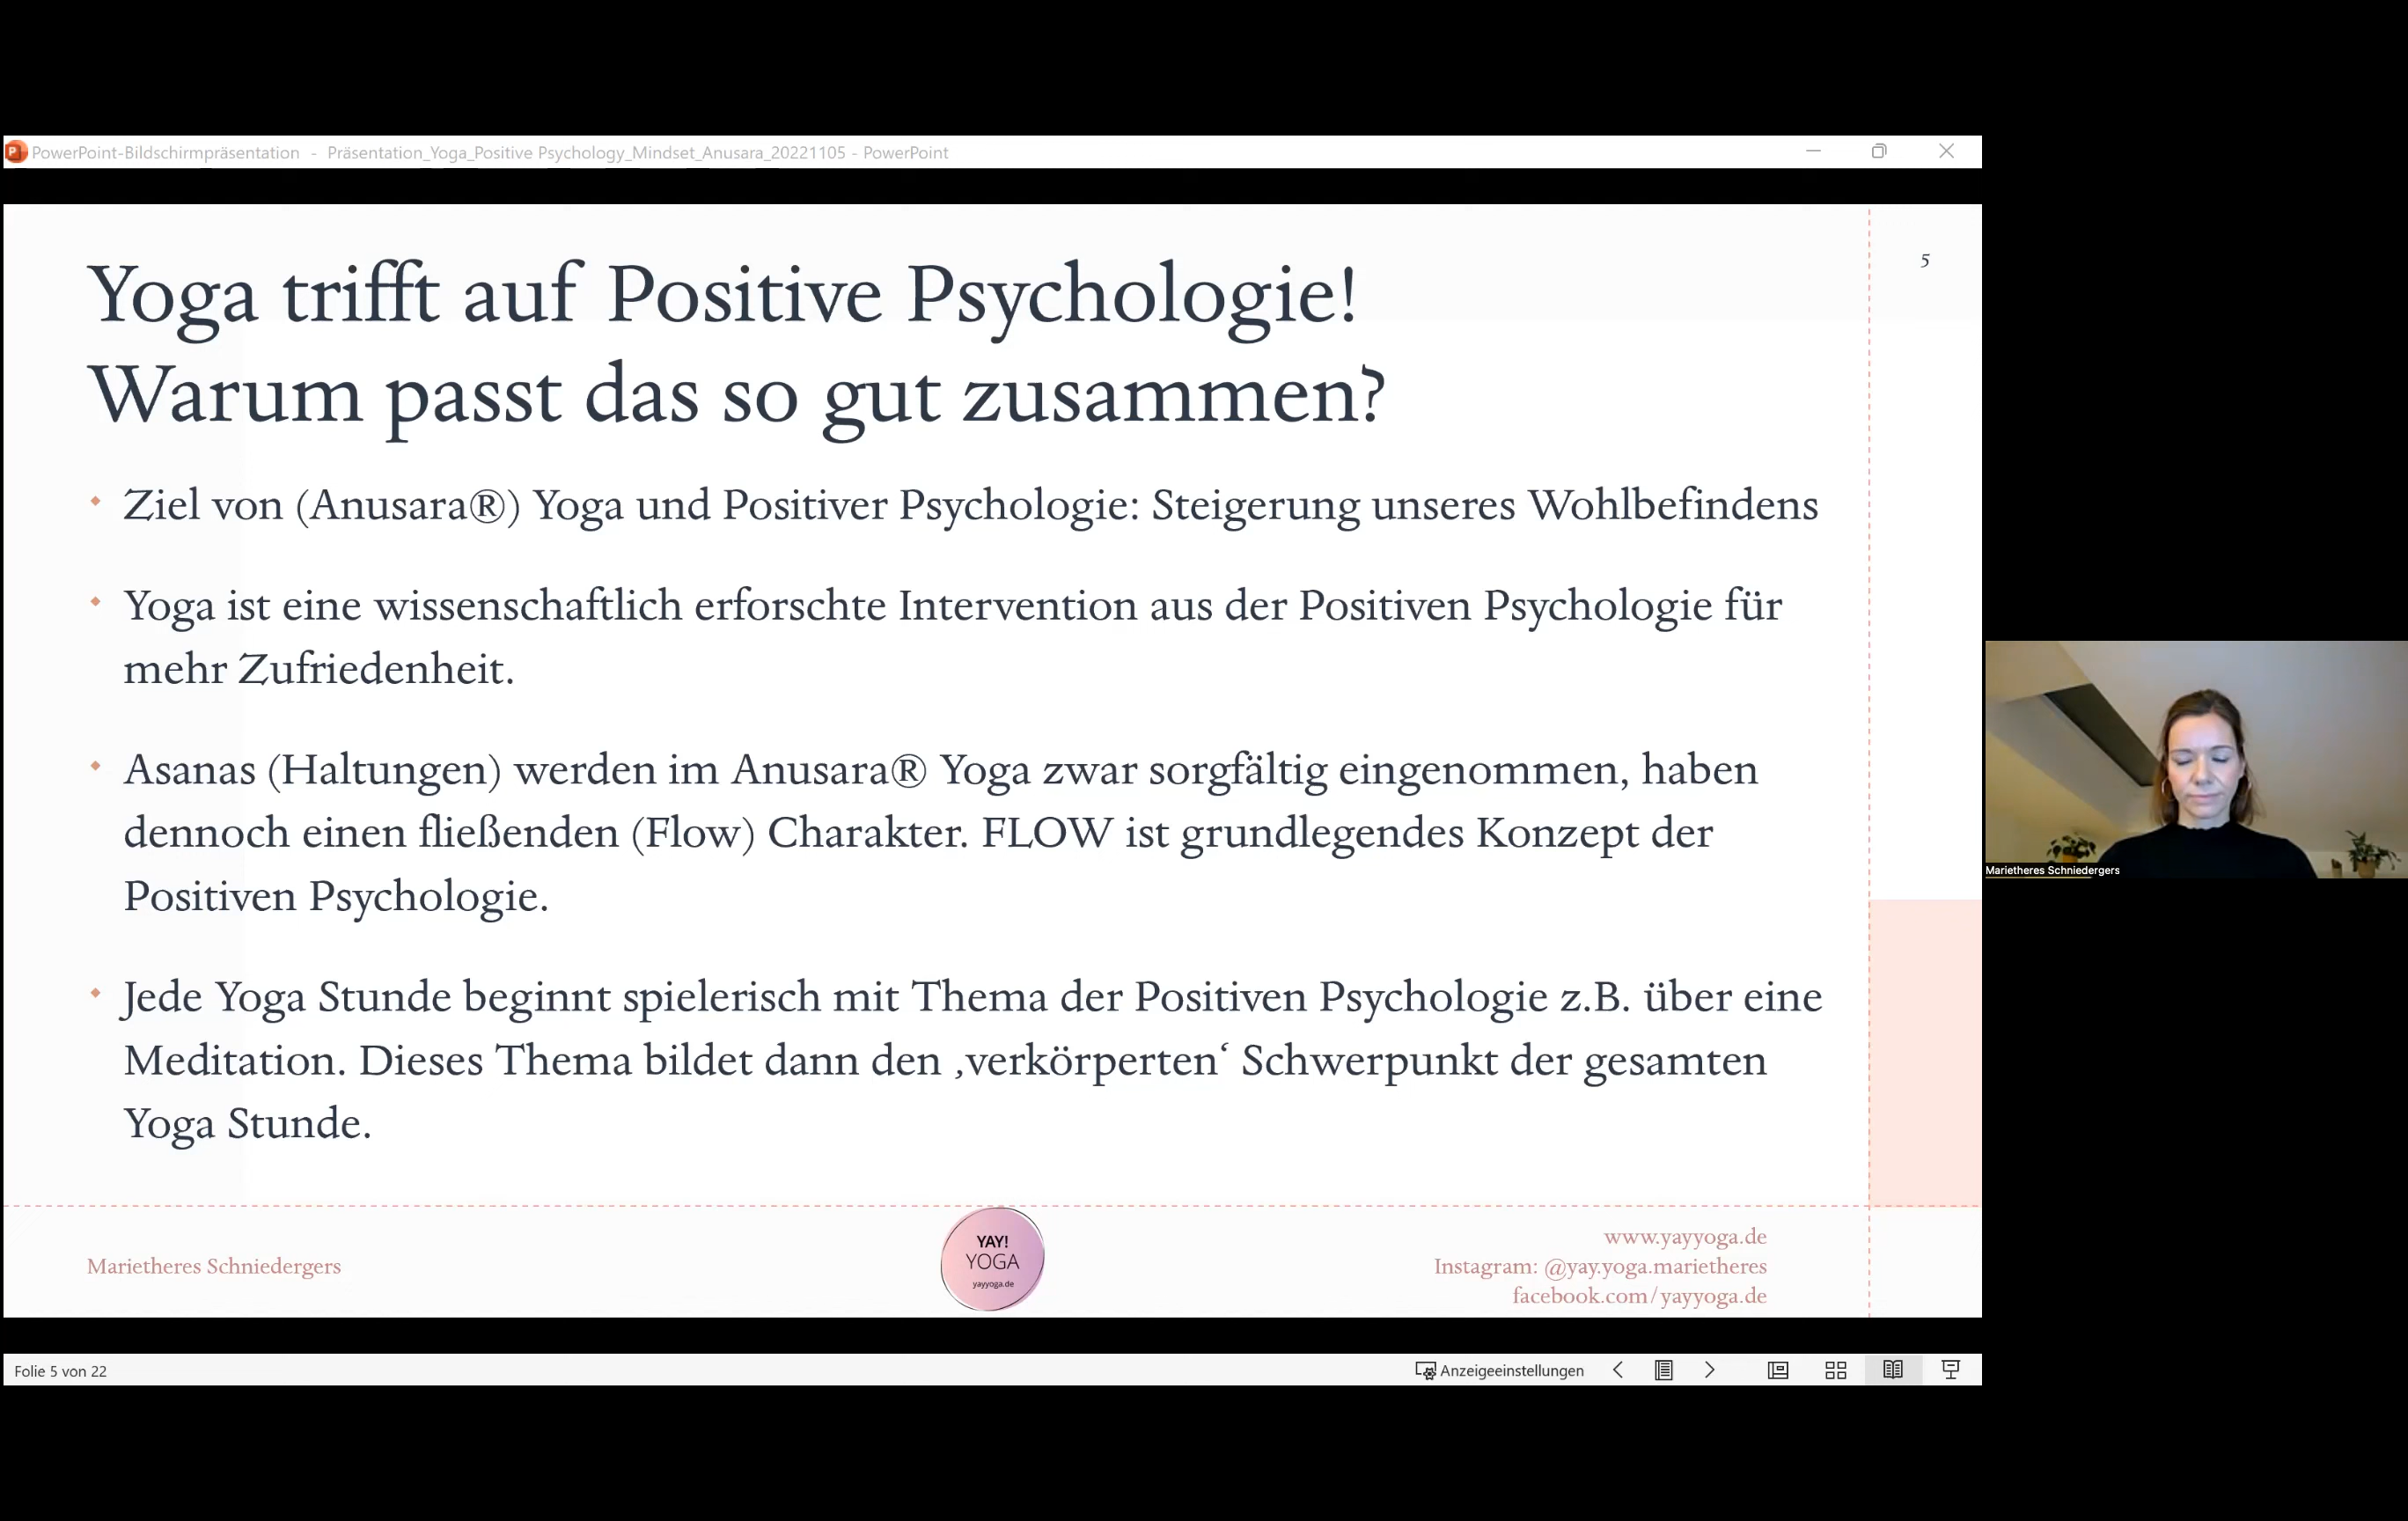 PowerPoint-Bildschirmpräsentation - Präsentation_Yoga_Positive Psychology_Mindset_Anusara_20221105 - PowerPoint
5
Yoga trifft auf Positive Psychologie!
Warum passt das so gut zusammen?
Ziel von (Anusara®) Yoga und Positiver Psychologie: Steigerung unseres Wohlbefindens
Yoga ist eine wissenschaftlich erforschte Intervention aus der Positiven Psychologie für
mehr Zufriedenheit.
Asanas (Haltungen) werden im Anusara® Yoga zwar sorgfältig eingenommen, haben
dennoch einen fließenden (Flow) Charakter. FLOW ist grundlegendes Konzept der
Positiven Psychologie.
Jede Yoga Stunde beginnt spielerisch mit Thema der Positiven Psychologie z.B. über eine
Meditation. Dieses Thema bildet dann den ‚verkörperten‘ Schwerpunkt der gesamten
Yoga Stunde.
Marietheres Schniedergers
YAY!
YOGA
yayyoga.de
www.yayyoga.de
Instagram: @yay.yoga.marietheres
facebook.com/yayyoga.de
Folie 5 von 22
Anzeigeeinstellungen
Marietheres Schniedergers